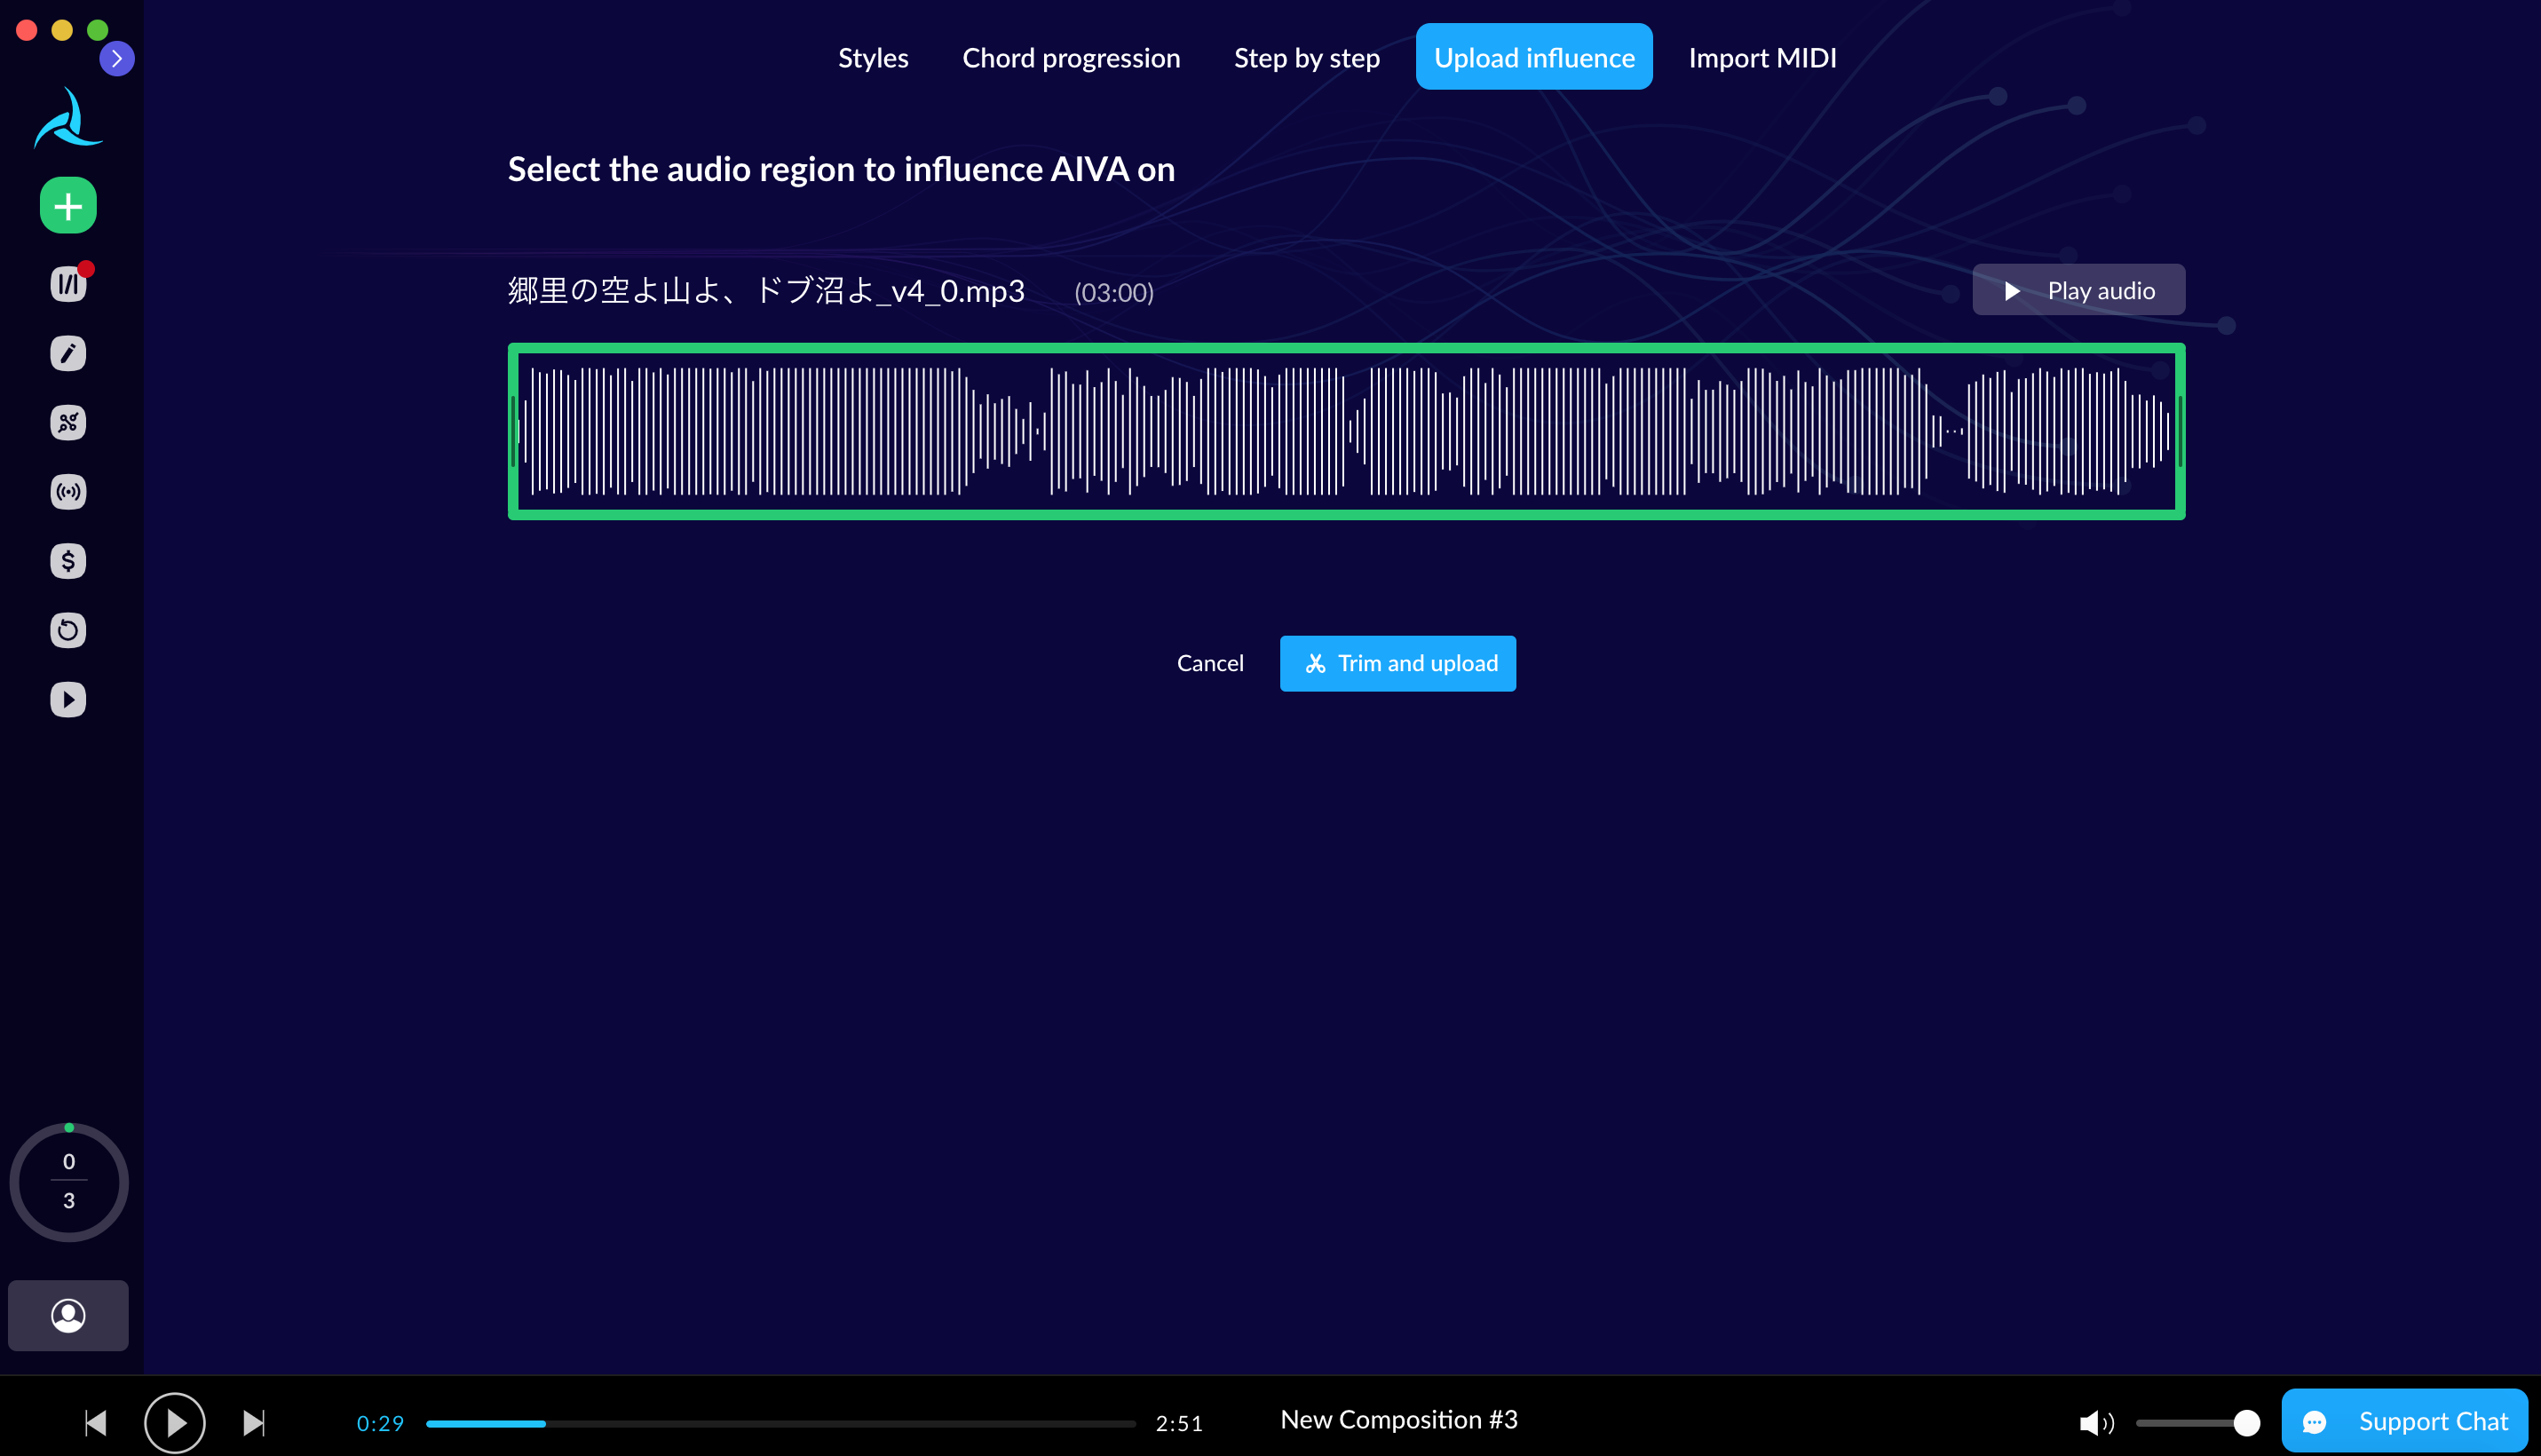 Styles Chord progression Step by step Upload influence Import MIDI
Select the audio region to influence AIVA on
郷里の空よ山よ、ドブ沼よ_v4_0.mp3 (03:00) Play audio
Cancel Trim and upload
0
3
0:29 2:51 New Composition #3 Support Chat